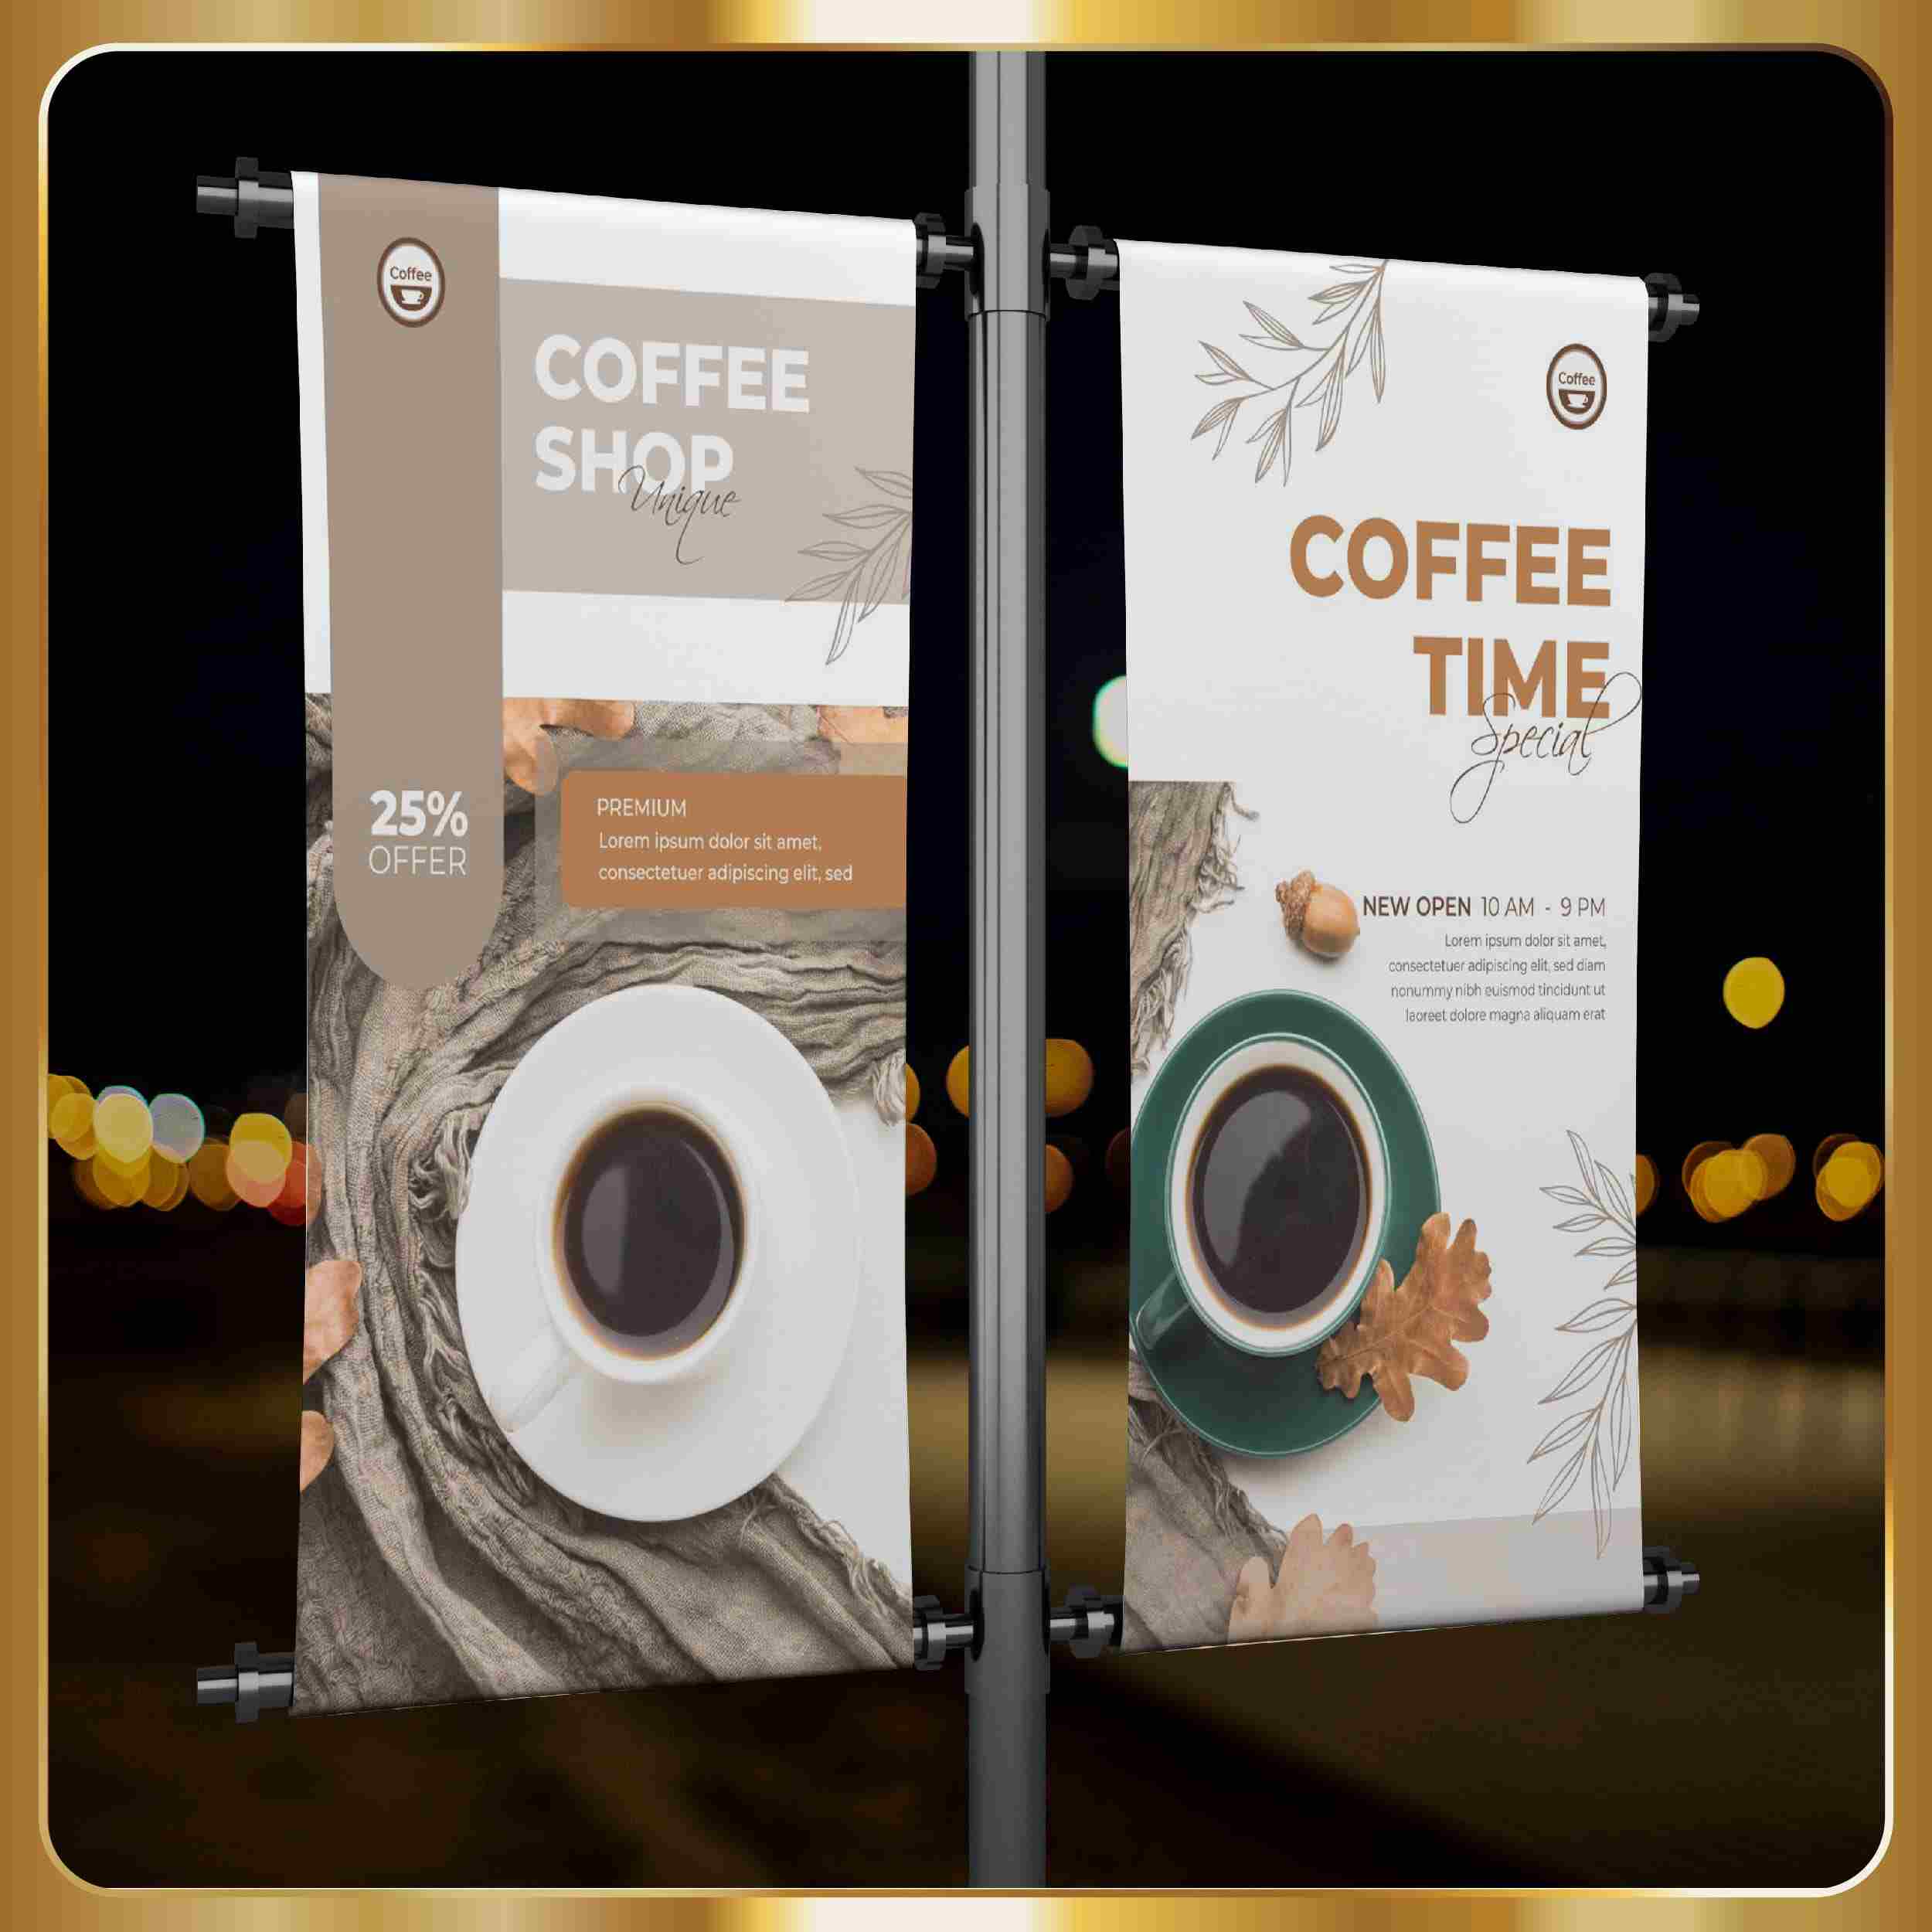 Coffee
COFFEE
SHOP
Unique
25%
OFFER
PREMIUM
Lorem ipsum dolor sit amet,
consectetuer adipiscing elit, sed
Coffee
COFFEE
TIME
Special
NEW OPEN 10 AM - 9 PM
Lorem ipsum dolor sit amet,
consectetuer adipiscing elit, sed diam
nonummy nibh euismod tincidunt ut
laoreet dolore magna aliquam erat